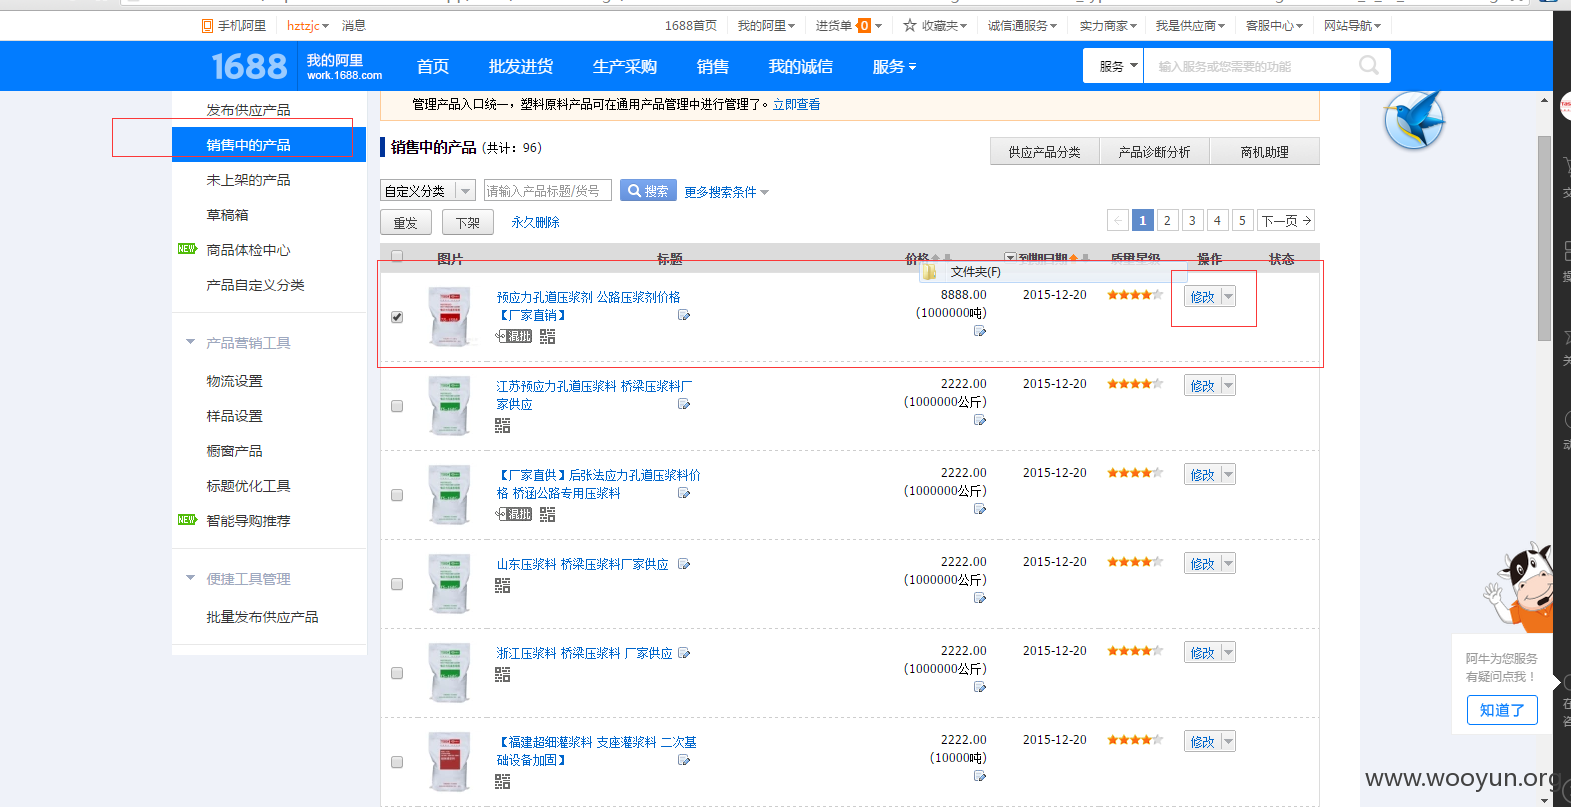 手机阿里 hztzjc 消息 1688首页 我的阿里 进货单 0 收藏夹 诚信通服务 实力商家 我是供应商 客服中心 网站导航
1688 我的阿里 work.1688.com 首页 批发进货 生产采购 销售 我的诚信 服务 服务 输入服务或您需要的功能
发布供应产品
销售中的产品
未上架的产品
草稿箱
NEW 商品体检中心
产品自定义分类
产品营销工具
物流设置
样品设置
橱窗产品
标题优化工具
NEW 智能导购推荐
便捷工具管理
批量发布供应产品
管理产品入口统一，塑料原料产品可在通用产品管理中进行管理了。立即查看
销售中的产品 (共计：96) 供应产品分类 产品诊断分析 商机助理
自定义分类 请输入产品标题/货号 搜索 更多搜索条件
重发 下架 永久删除 ← 1 2 3 4 5 下一页 →
图片 标题 价格 到期日期 质量星级 操作 状态
文件夹(F)
预应力孔道压浆剂 公路压浆剂价格 8888.00 2015-12-20 修改
【厂家直销】 (1000000吨)
混批
江苏预应力孔道压浆料 桥梁压浆料厂 2222.00 2015-12-20 修改
家供应 (1000000公斤)
【厂家直供】后张法应力孔道压浆料价 2222.00 2015-12-20 修改
格 桥涵公路专用压浆料 (1000000公斤)
混批
山东压浆料 桥梁压浆料厂家供应 2222.00 2015-12-20 修改
(1000000公斤)
浙江压浆料 桥梁压浆料 厂家供应 2222.00 2015-12-20 修改
(1000000公斤)
【福建超细灌浆料 支座灌浆料 二次基 2222.00 2015-12-20 修改
础设备加固】 (10000吨)
阿牛为您服务
有疑问点我！
知道了
www.wooyun.org